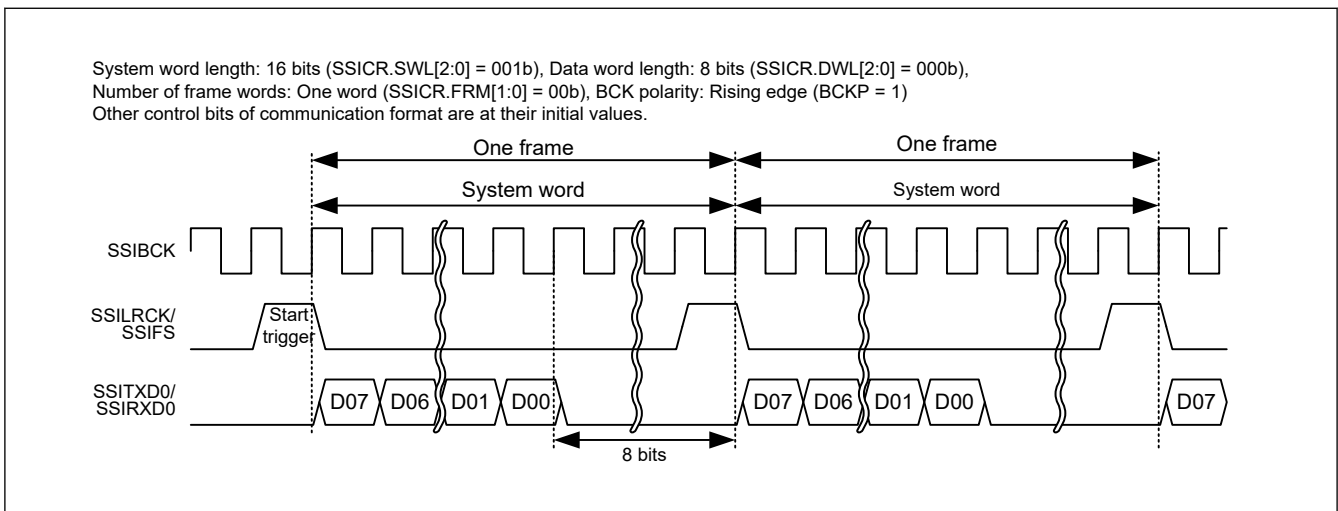 System word length: 16 bits (SSICR.SWL[2:0] = 001b), Data word length: 8 bits (SSICR.DWL[2:0] = 000b),
Number of frame words: One word (SSICR.FRM[1:0] = 00b), BCK polarity: Rising edge (BCKP = 1)
Other control bits of communication format are at their initial values.
One frame
One frame
System word
System word
SSIBCK
SSILRCK/
SSIFS
Start
trigger
SSITXD0/
SSIRXD0
D07 D06 D01 D00 D07 D06 D01 D00 D07
8 bits